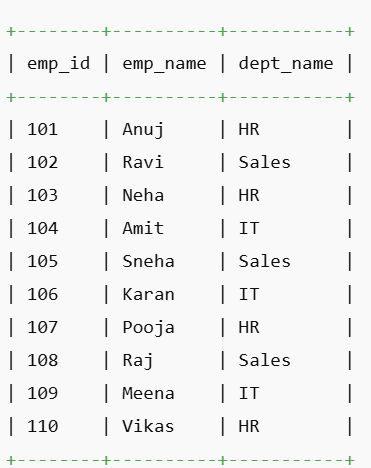 +--------+----------+-----------+
| emp_id | emp_name | dept_name |
+--------+----------+-----------+
| 101    | Anuj     | HR        |
| 102    | Ravi     | Sales     |
| 103    | Neha     | HR        |
| 104    | Amit     | IT        |
| 105    | Sneha    | Sales     |
| 106    | Karan    | IT        |
| 107    | Pooja    | HR        |
| 108    | Raj      | Sales     |
| 109    | Meena    | IT        |
| 110    | Vikas    | HR        |
+--------+----------+-----------+